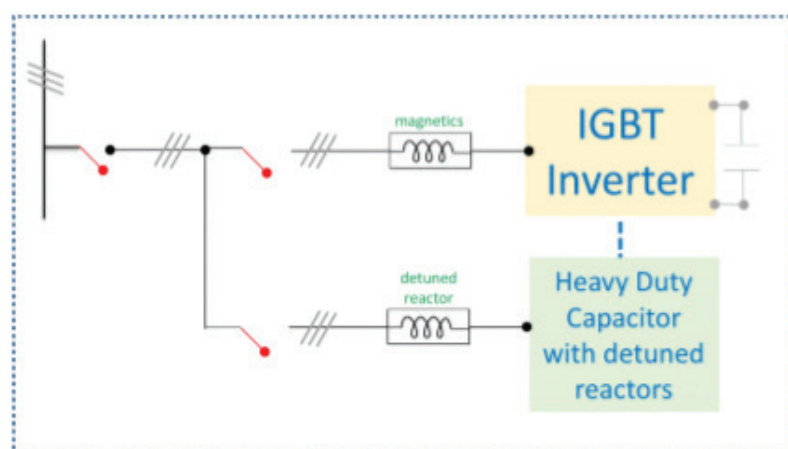 magnetics
IGBT
Inverter
detuned
reactor
Heavy Duty
Capacitor
with detuned
reactors